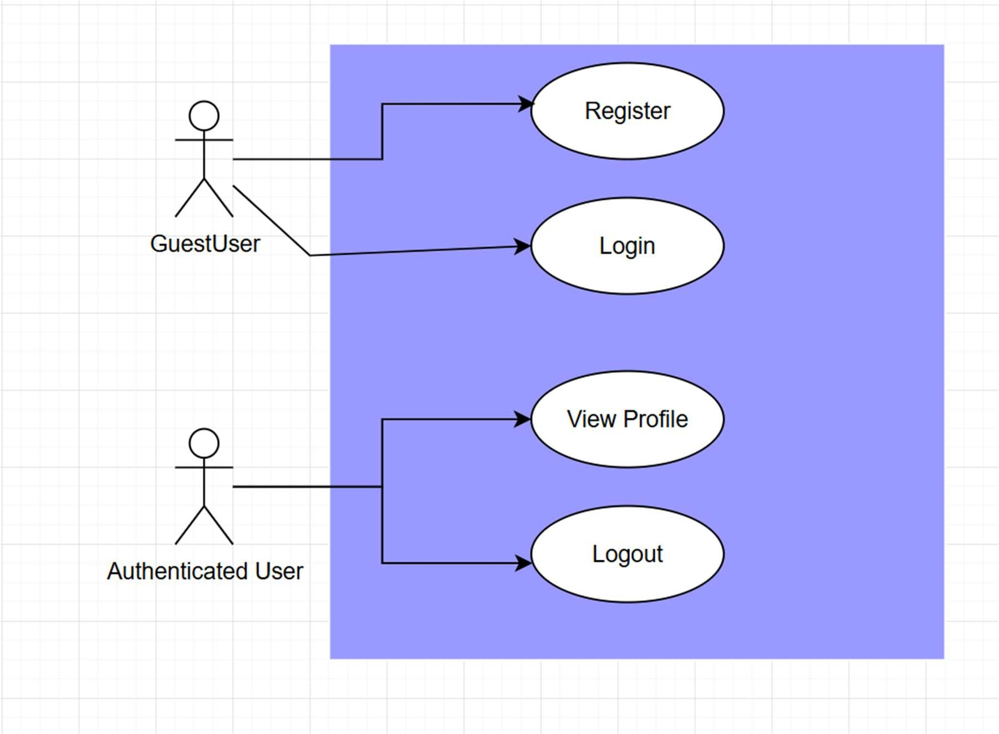 Register
Login
GuestUser
View Profile
Logout
Authenticated User